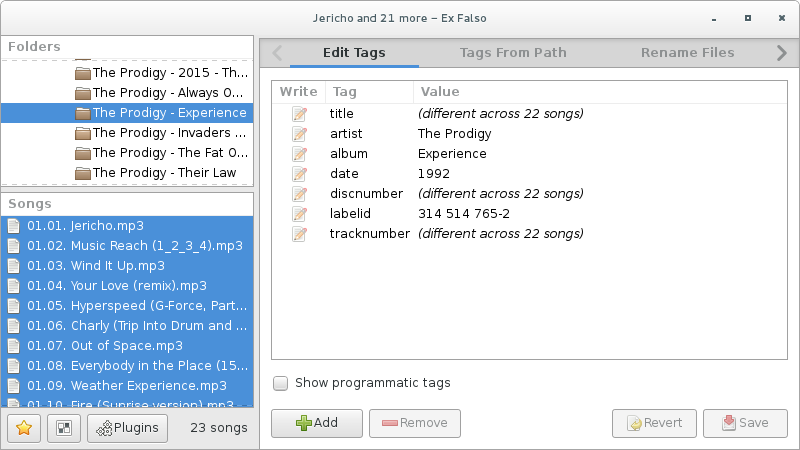 Jericho and 21 more – Ex Falso
Folders
The Prodigy - 2015 - Th...
The Prodigy - Always O...
The Prodigy - Experience
The Prodigy - Invaders ...
The Prodigy - The Fat O...
The Prodigy - Their Law
Songs
01.01. Jericho.mp3
01.02. Music Reach (1_2_3_4).mp3
01.03. Wind It Up.mp3
01.04. Your Love (remix).mp3
01.05. Hyperspeed (G-Force, Part...
01.06. Charly (Trip Into Drum and ...
01.07. Out of Space.mp3
01.08. Everybody in the Place (15...
01.09. Weather Experience.mp3
01.10. Fire (Sunrise version).mp3
Plugins 23 songs
Edit Tags Tags From Path Rename Files
Write Tag Value
title (different across 22 songs)
artist The Prodigy
album Experience
date 1992
discnumber (different across 22 songs)
labelid 314 514 765-2
tracknumber (different across 22 songs)
Show programmatic tags
Add Remove Revert Save